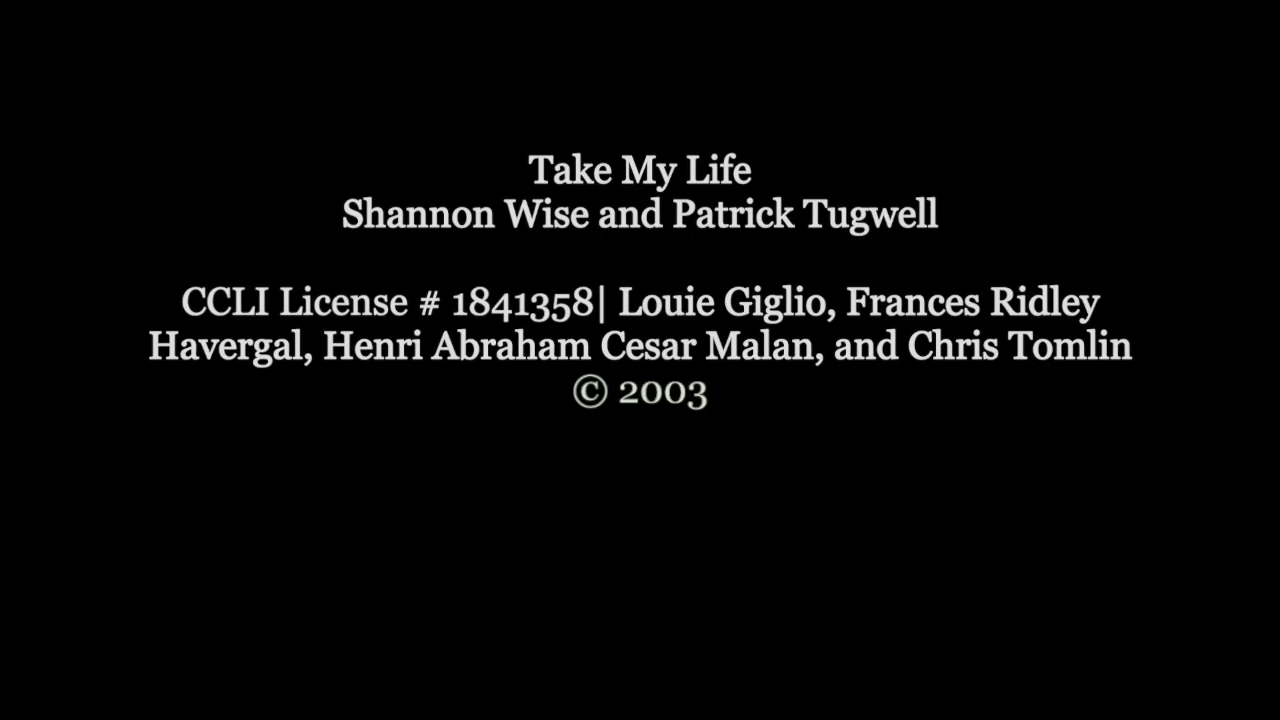 Take My Life
Shannon Wise and Patrick Tugwell
CCLI License # 1841358| Louie Giglio, Frances Ridley
Havergal, Henri Abraham Cesar Malan, and Chris Tomlin
© 2003